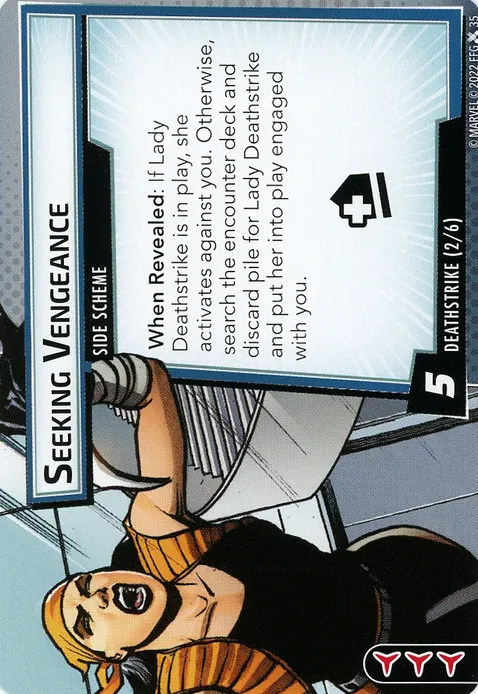 SEEKING VENGEANCE
SIDE SCHEME
When Revealed: If Lady
Deathstrike is in play, she
activates against you. Otherwise,
search the encounter deck and
discard pile for Lady Deathstrike
and put her into play engaged
with you.
5
DEATHSTRIKE (2/6)
© MARVEL © 2022 FFG 35